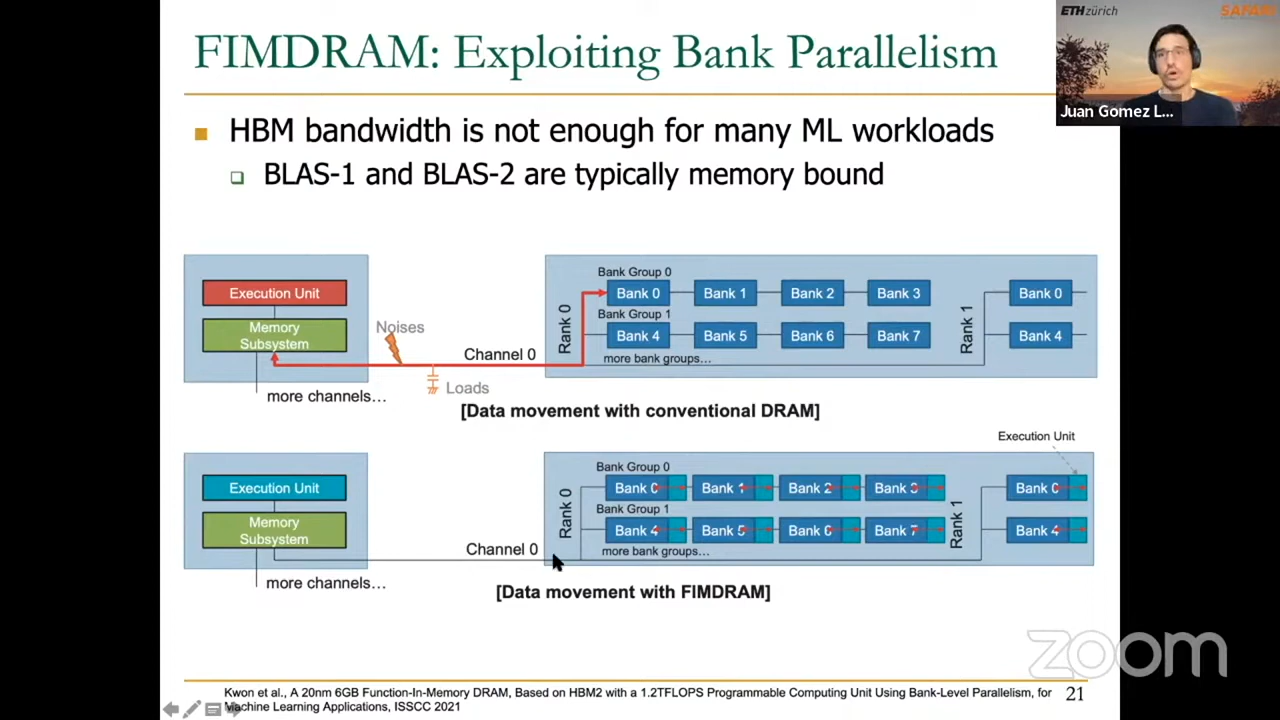 ETH zürich
SAFARI
Juan Gomez L...
FIMDRAM: Exploiting Bank Parallelism
HBM bandwidth is not enough for many ML workloads
BLAS-1 and BLAS-2 are typically memory bound
Execution Unit
Memory
Subsystem
more channels...
Noises
Loads
Channel 0
Rank 0
Bank Group 0
Bank 0 Bank 1 Bank 2 Bank 3
Bank Group 1
Bank 4 Bank 5 Bank 6 Bank 7
more bank groups...
Rank 1
Bank 0
Bank 4
[Data movement with conventional DRAM]
Execution Unit
Execution Unit
Memory
Subsystem
more channels...
Channel 0
Rank 0
Bank Group 0
Bank 0 Bank 1 Bank 2 Bank 3
Bank Group 1
Bank 4 Bank 5 Bank 6 Bank 7
more bank groups...
Rank 1
Bank 0
Bank 4
[Data movement with FIMDRAM]
zoom
Kwon et al., A 20nm 6GB Function-In-Memory DRAM, Based on HBM2 with a 1.2TFLOPS Programmable Computing Unit Using Bank-Level Parallelism, for
Machine Learning Applications, ISSCC 2021
21